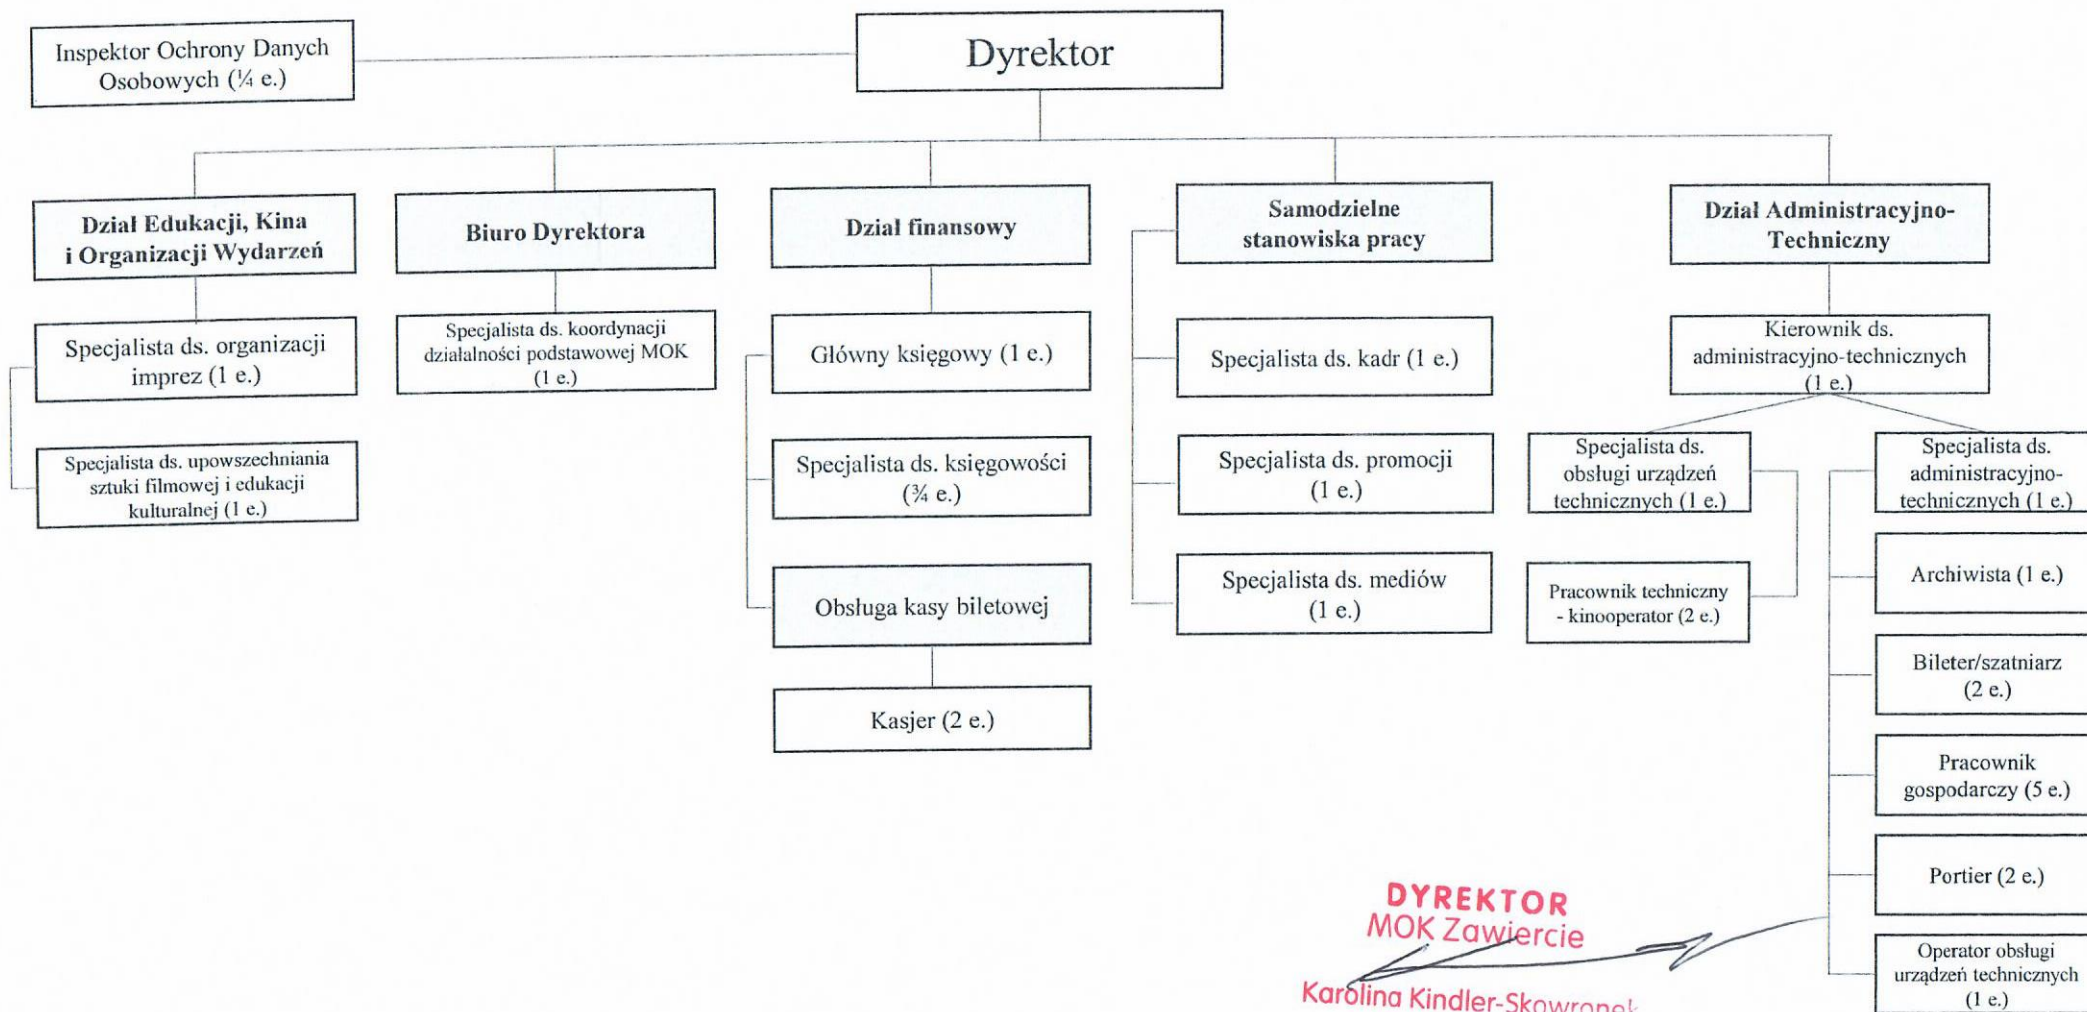 Inspektor Ochrony Danych
Osobowych (¼ e.)
Dyrektor
Dział Edukacji, Kina
i Organizacji Wydarzeń
Biuro Dyrektora
Dział finansowy
Samodzielne
stanowiska pracy
Dział Administracyjno-
Techniczny
Specjalista ds. organizacji
imprez (1 e.)
Specjalista ds. upowszechniania
sztuki filmowej i edukacji
kulturalnej (1 e.)
Specjalista ds. koordynacji
działalności podstawowej MOK
(1 e.)
Główny księgowy (1 e.)
Specjalista ds. księgowości
(¾ e.)
Obsługa kasy biletowej
Kasjer (2 e.)
Specjalista ds. kadr (1 e.)
Specjalista ds. promocji
(1 e.)
Specjalista ds. mediów
(1 e.)
Kierownik ds.
administracyjno-technicznych
(1 e.)
Specjalista ds.
obsługi urządzeń
technicznych (1 e.)
Pracownik techniczny
- kinooperator (2 e.)
Specjalista ds.
administracyjno-
technicznych (1 e.)
Archiwista (1 e.)
Bileter/szatniarz
(2 e.)
Pracownik
gospodarczy (5 e.)
Portier (2 e.)
Operator obsługi
urządzeń technicznych
(1 e.)
DYREKTOR
MOK Zawiercie
Karolina Kindler-Skowronek